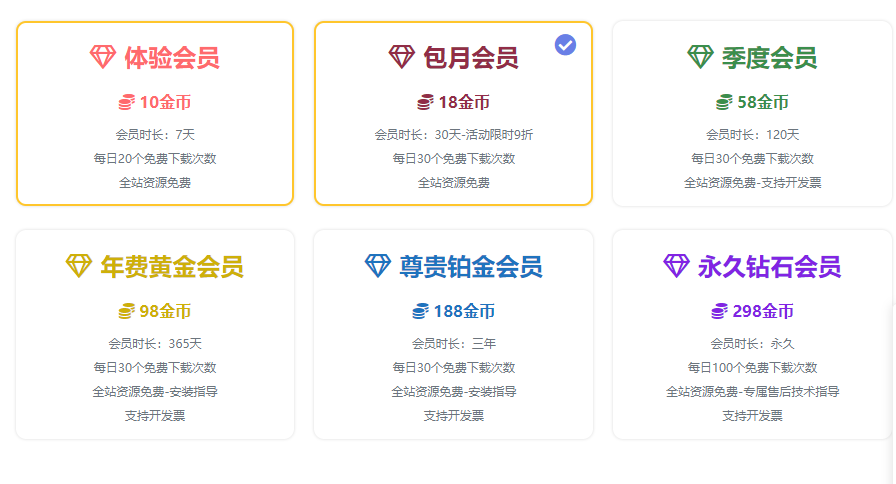 体验会员
10金币
会员时长：7天
每日20个免费下载次数
全站资源免费
包月会员
18金币
会员时长：30天-活动限时9折
每日30个免费下载次数
全站资源免费
季度会员
58金币
会员时长：120天
每日30个免费下载次数
全站资源免费-支持开发票
年费黄金会员
98金币
会员时长：365天
每日30个免费下载次数
全站资源免费-安装指导
支持开发票
尊贵铂金会员
188金币
会员时长：三年
每日30个免费下载次数
全站资源免费-安装指导
支持开发票
永久钻石会员
298金币
会员时长：永久
每日100个免费下载次数
全站资源免费-专属售后技术指导
支持开发票